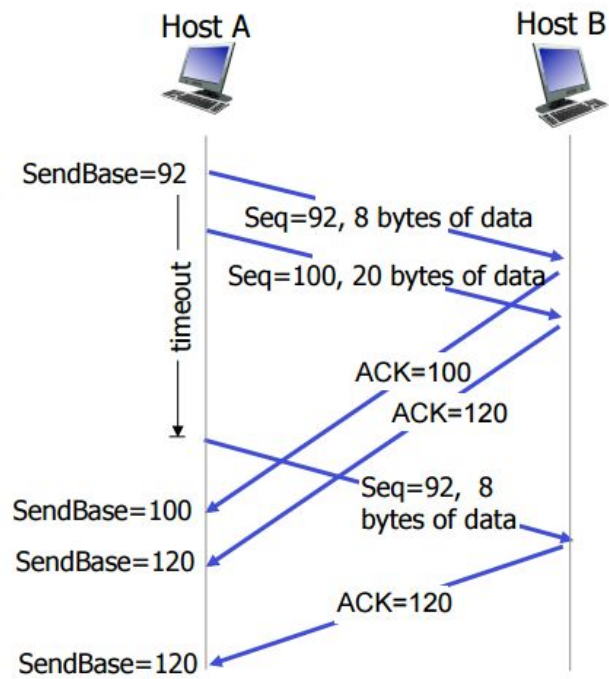 Host A
Host B
SendBase=92
Seq=92, 8 bytes of data
Seq=100, 20 bytes of data
timeout
ACK=100
ACK=120
Seq=92, 8
bytes of data
SendBase=100
SendBase=120
ACK=120
SendBase=120